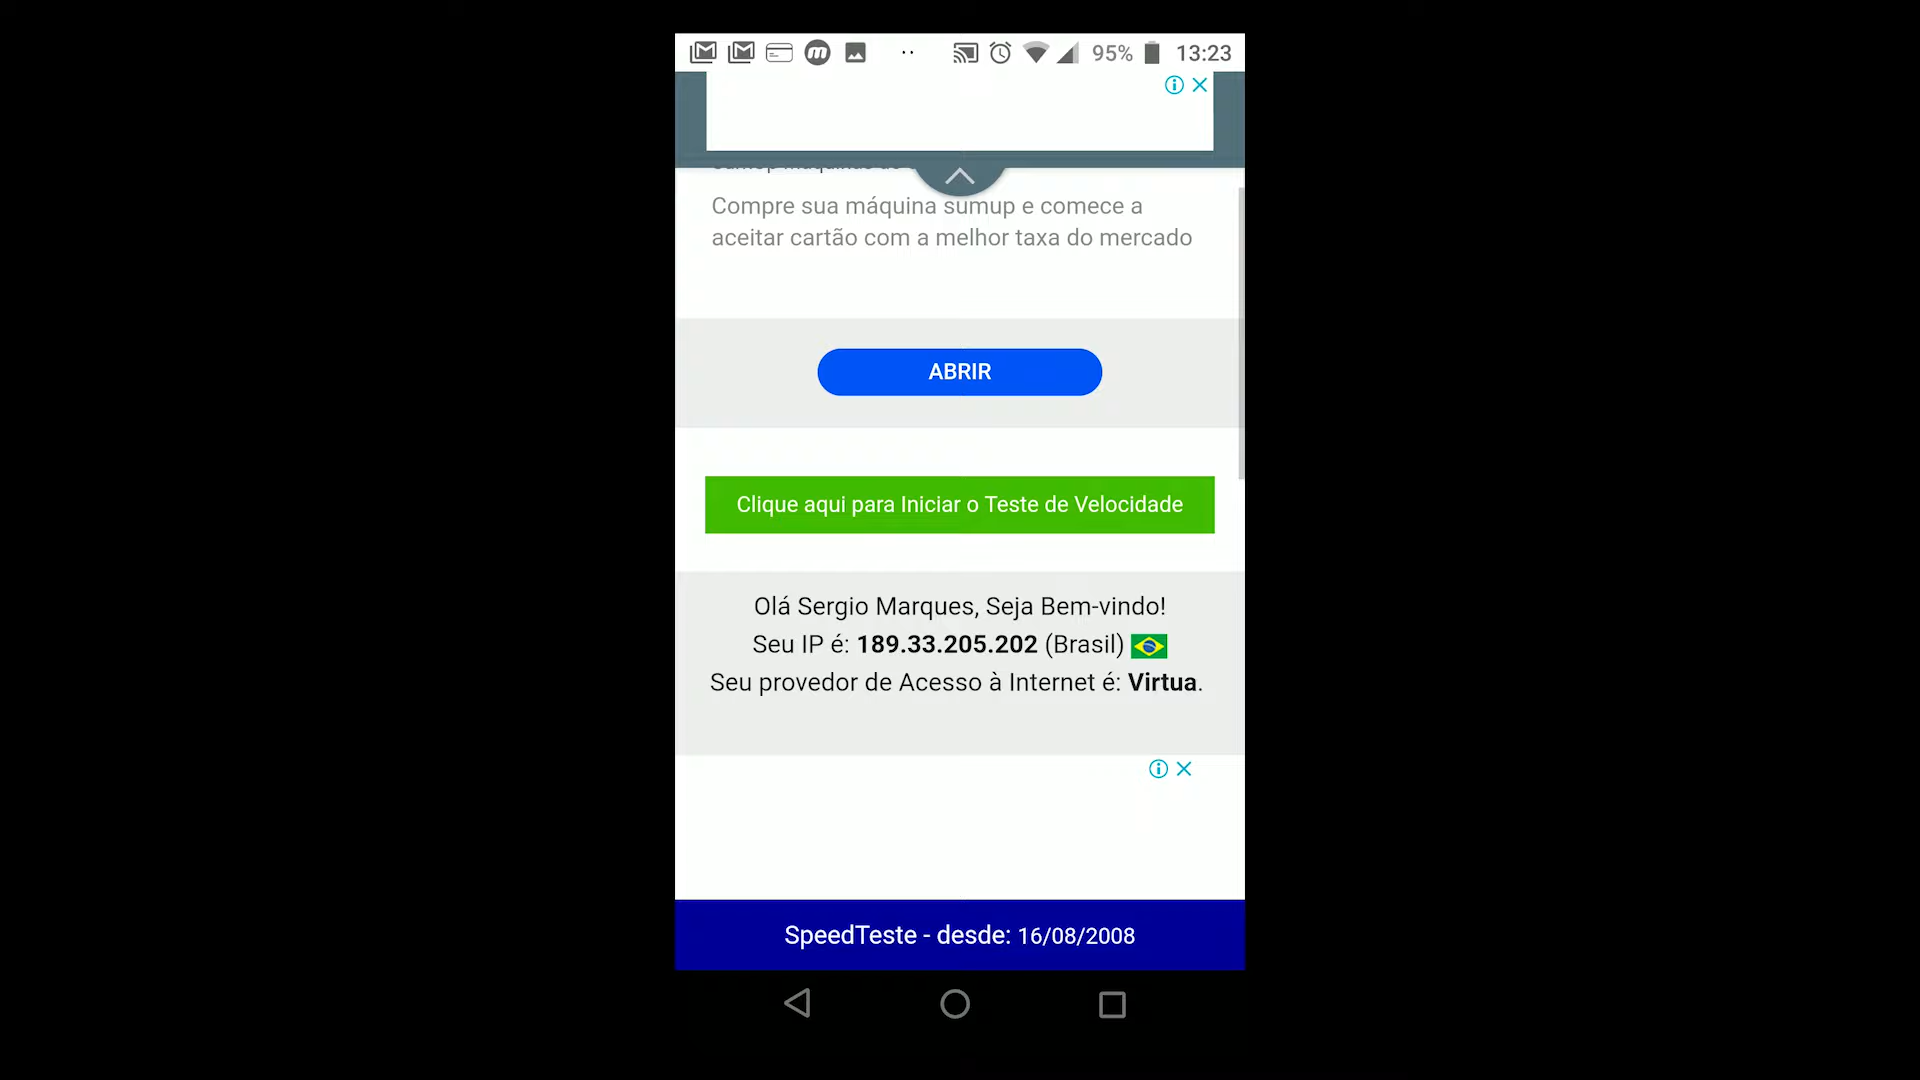 95% 13:23
Compre sua máquina sumup e comece a
aceitar cartão com a melhor taxa do mercado
ABRIR
Clique aqui para Iniciar o Teste de Velocidade
Olá Sergio Marques, Seja Bem-vindo!
Seu IP é: 189.33.205.202 (Brasil)
Seu provedor de Acesso à Internet é: Virtua.
SpeedTeste - desde: 16/08/2008